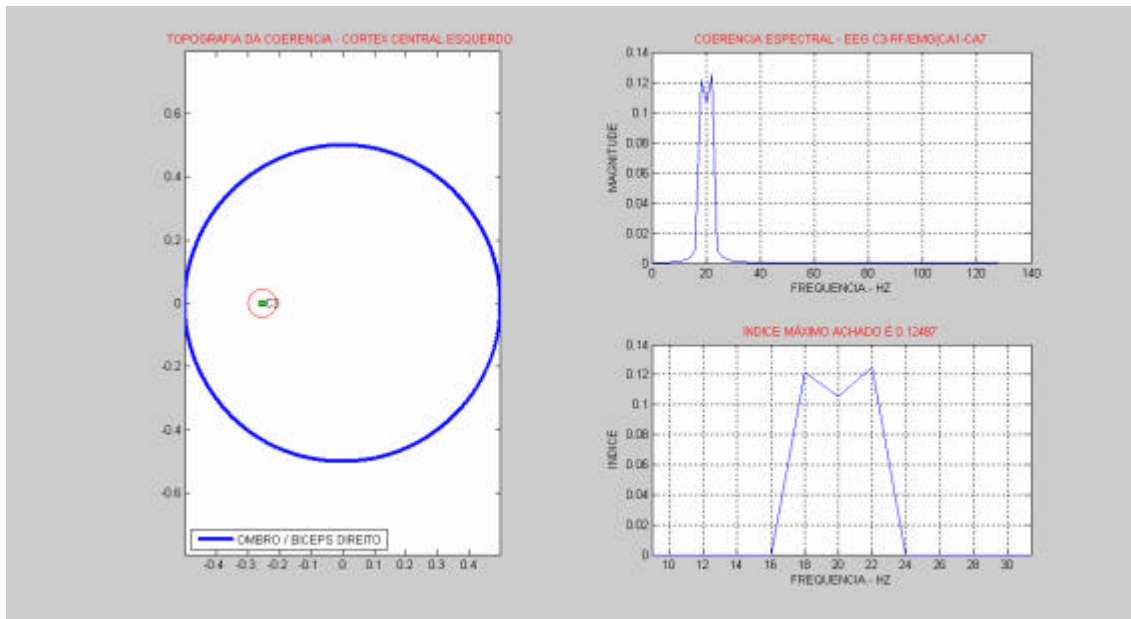 TOPOGRAFIA DA COERENCIA - CORTEX CENTRAL ESQUERDO
0.6
0.4
0.2
0
-0.2
-0.4
-0.6
C3
OMBRO / BICEPS DIREITO
-0.4 -0.3 -0.2 -0.1 0 0.1 0.2 0.3 0.4
COERENCIA ESPECTRAL - EEG C3-RF/EMG(CA1-CA7
MAGNITUDE
0.14
0.12
0.1
0.08
0.06
0.04
0.02
0
0 20 40 60 80 100 120 140
FREQUENCIA - HZ
INDICE MÁXIMO ACHADO É 0.12487
INDICE
0.14
0.12
0.1
0.08
0.06
0.04
0.02
0
10 12 14 16 18 20 22 24 26 28 30
FREQUENCIA - HZ